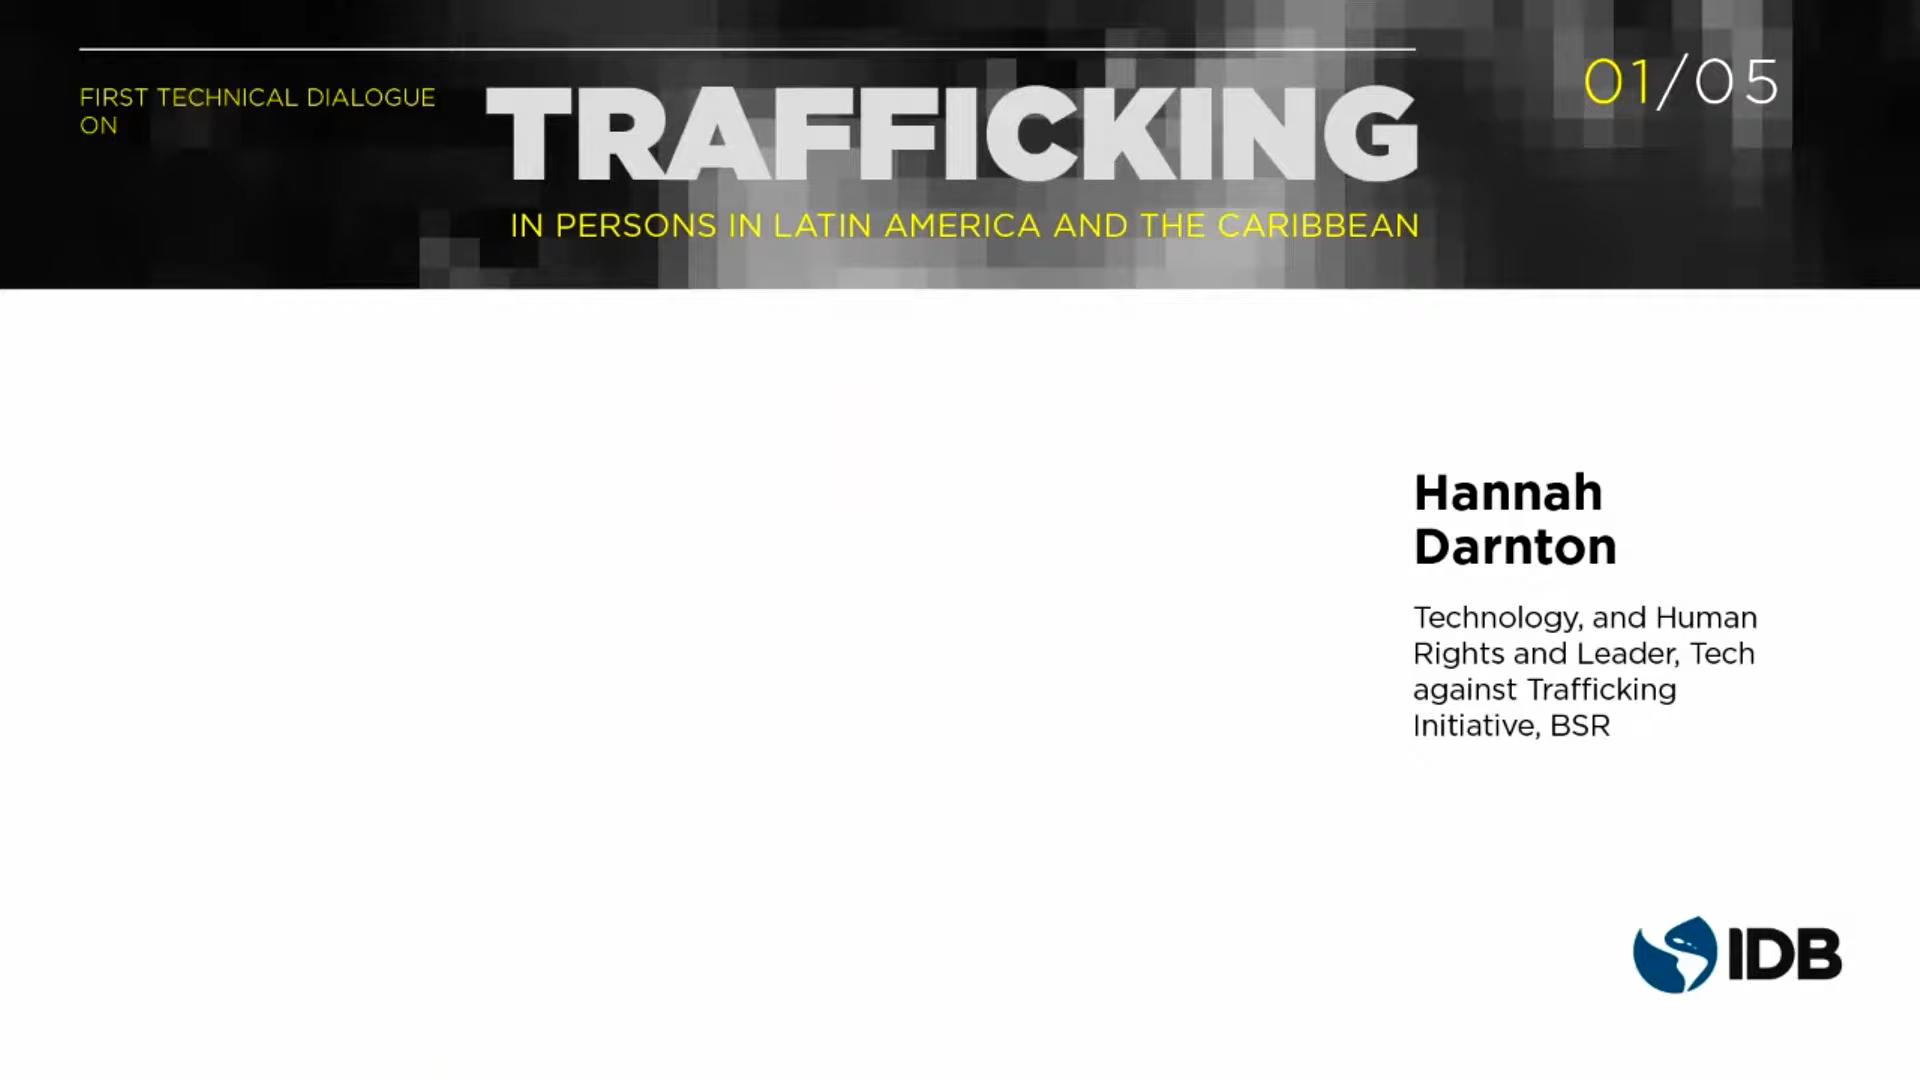 FIRST TECHNICAL DIALOGUE
ON
TRAFFICKING
IN PERSONS IN LATIN AMERICA AND THE CARIBBEAN
01/05
Hannah
Darnton
Technology, and Human
Rights and Leader, Tech
against Trafficking
Initiative, BSR
IDB